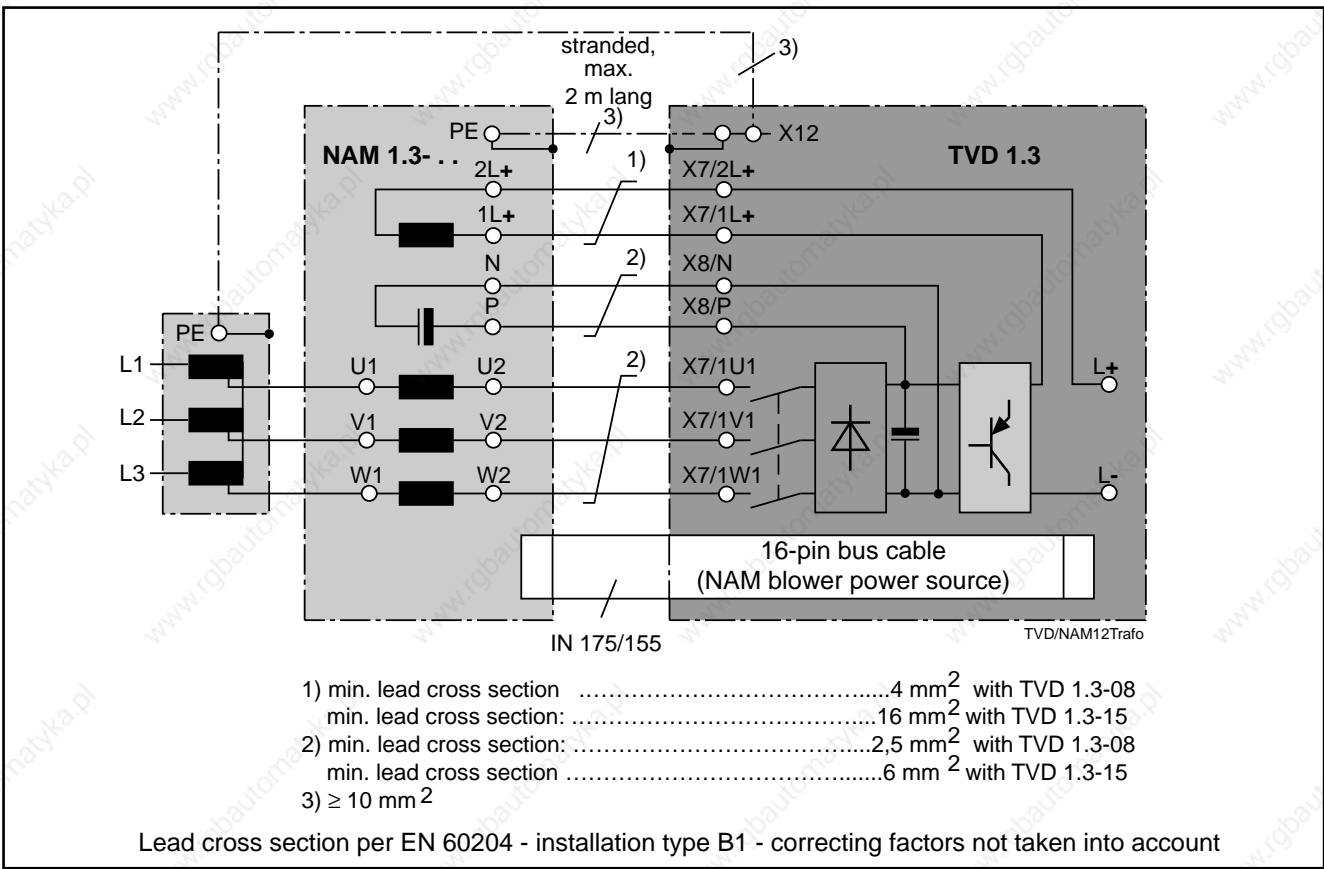 stranded,
max.
2 m lang
3)
3)
PE
X12
NAM 1.3- . .
TVD 1.3
1)
2L+
X7/2L+
1L+
X7/1L+
N
2)
X8/N
P
X8/P
PE
L1
U1
U2
2)
X7/1U1
L+
L2
V1
V2
X7/1V1
L3
W1
W2
X7/1W1
L-
16-pin bus cable
(NAM blower power source)
IN 175/155
TVD/NAM12Trafo
1) min. lead cross section ……………………………….....4 mm2 with TVD 1.3-08
min. lead cross section: ………………………………....16 mm2 with TVD 1.3-15
2) min. lead cross section: ……………………………...2,5 mm2 with TVD 1.3-08
min. lead cross section ……………………………......6 mm 2 with TVD 1.3-15
3) ≥ 10 mm 2
Lead cross section per EN 60204 - installation type B1 - correcting factors not taken into account
www.rgbautomatyka.pl